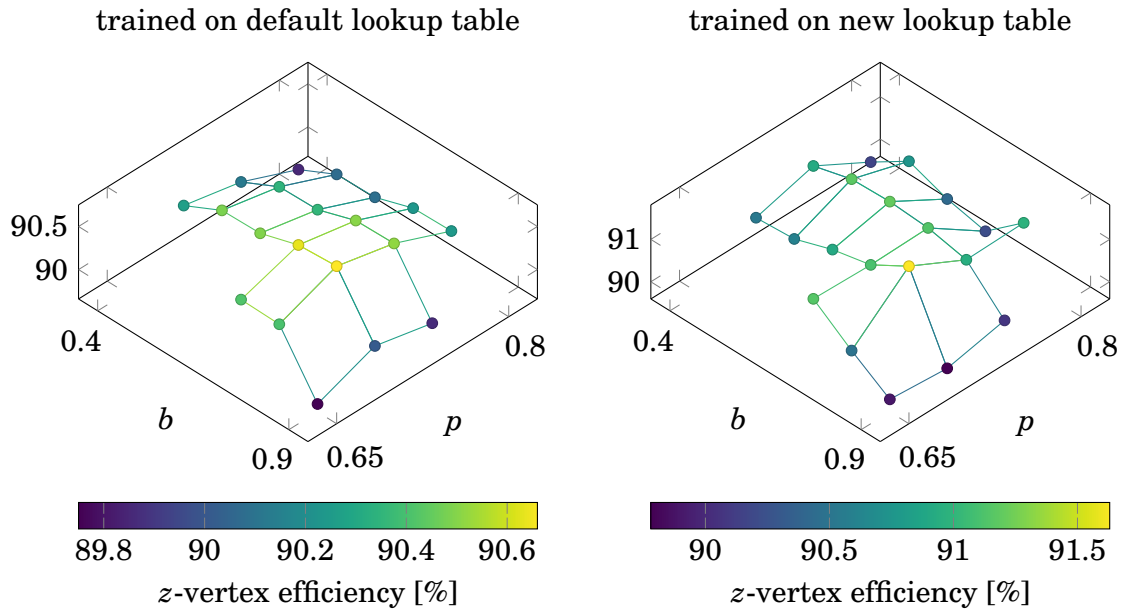 trained on default lookup table
90.5
90
0.4
0.8
b
p
0.9
0.65
89.8 90 90.2 90.4 90.6
z-vertex efficiency [%]
trained on new lookup table
91
90
0.4
0.8
b
p
0.9
0.65
90 90.5 91 91.5
z-vertex efficiency [%]